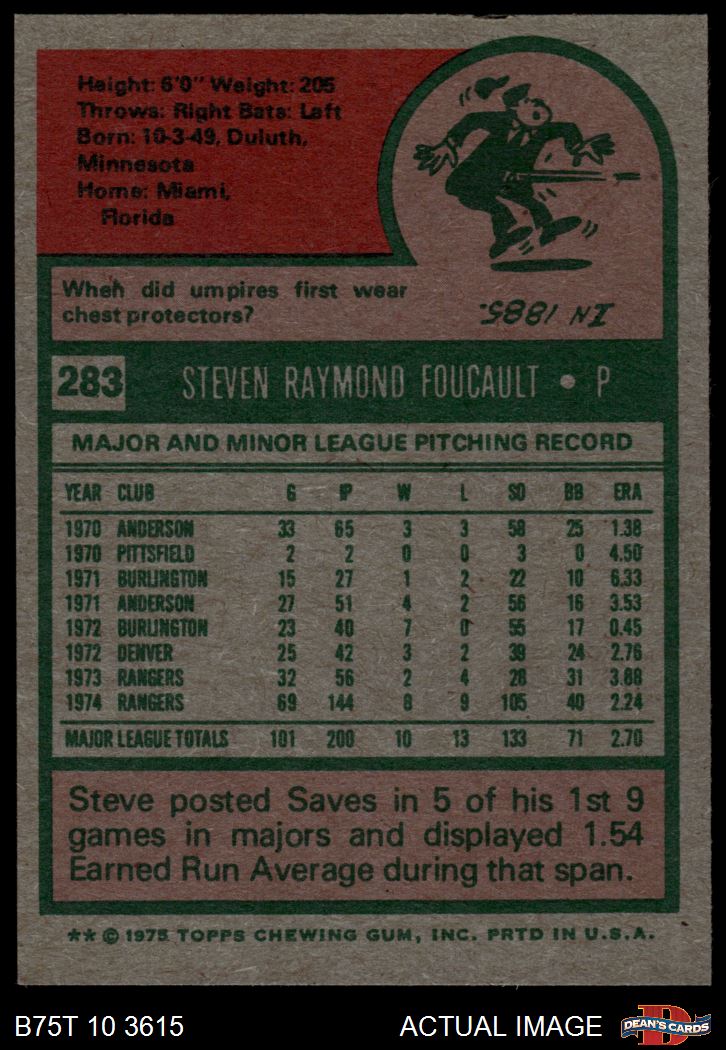 Height: 6'0" Weight: 205
Throws: Right Bats: Left
Born: 10-3-49, Duluth,
Minnesota
Home: Miami,
Florida
When did umpires first wear
chest protectors?
IN 1885.
283 STEVEN RAYMOND FOUCAULT • P
MAJOR AND MINOR LEAGUE PITCHING RECORD
YEAR CLUB G IP W L SO BB ERA
1970 ANDERSON 33 65 3 3 58 25 1.38
1970 PITTSFIELD 2 2 0 0 3 0 4.50
1971 BURLINGTON 15 27 1 2 22 10 6.33
1971 ANDERSON 27 51 4 2 56 16 3.53
1972 BURLINGTON 23 40 7 0 55 17 0.45
1972 DENVER 25 42 3 2 39 24 2.76
1973 RANGERS 32 56 2 4 28 31 3.88
1974 RANGERS 69 144 8 9 105 40 2.24
MAJOR LEAGUE TOTALS 101 200 10 13 133 71 2.70
Steve posted Saves in 5 of his 1st 9
games in majors and displayed 1.54
Earned Run Average during that span.
** © 1975 TOPPS CHEWING GUM, INC. PRTD IN U.S.A.
B75T 10 3615 ACTUAL IMAGE DEAN'S CARDS